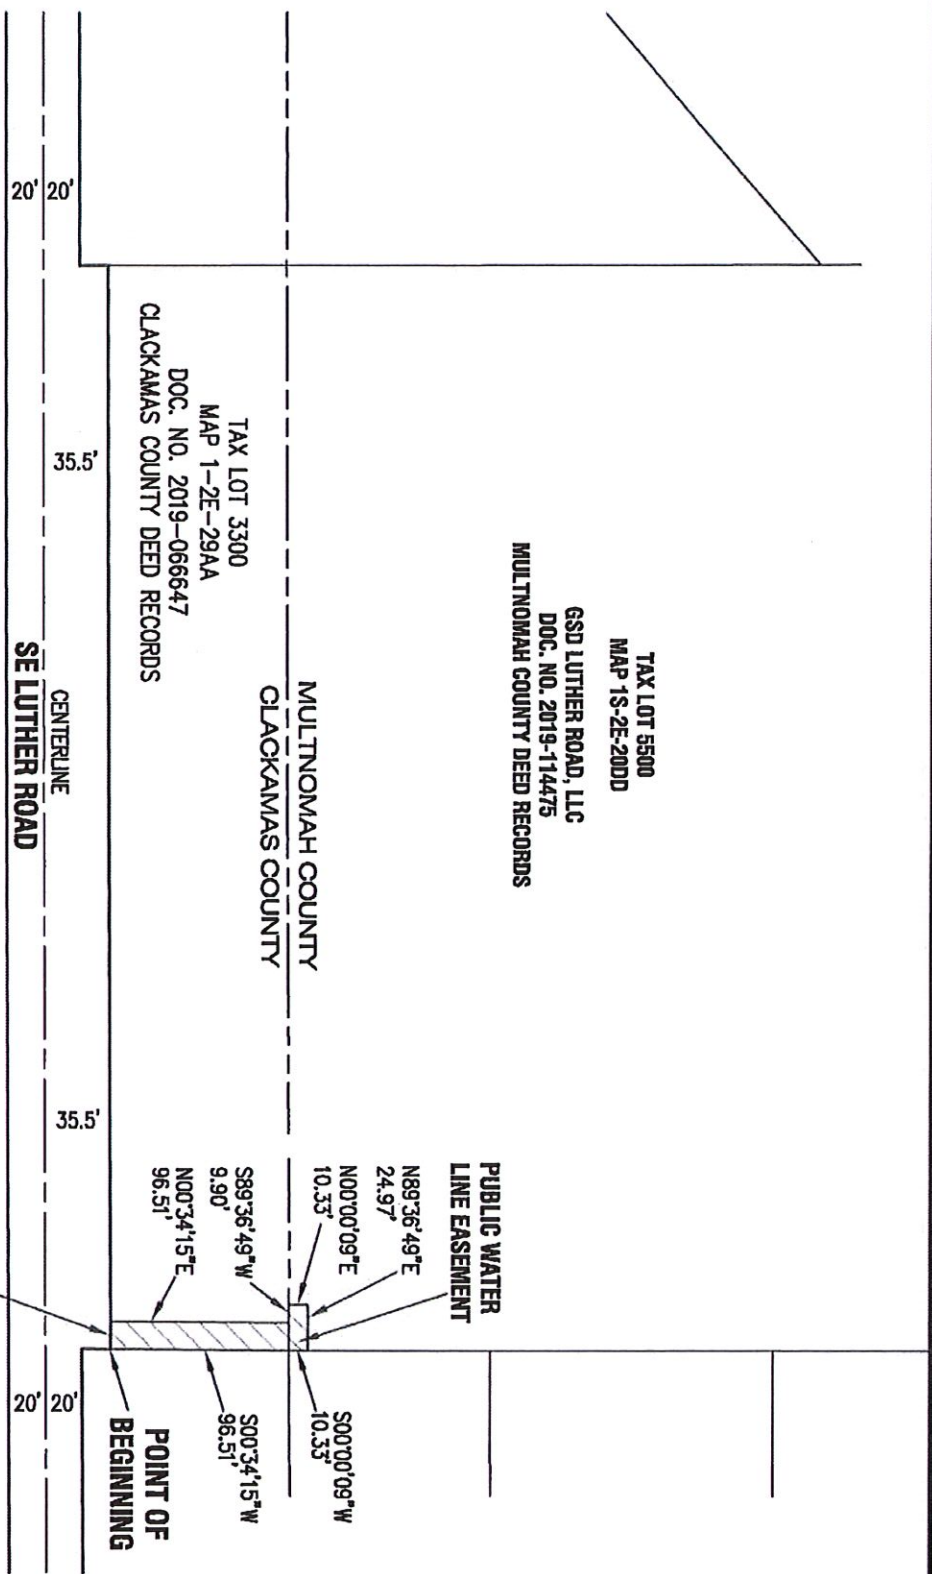 TAX LOT 5500
MAP 1S-2E-20DD
GSD LUTHER ROAD, LLC
DOC. NO. 2019-114475
MULTNOMAH COUNTY DEED RECORDS
PUBLIC WATER
LINE EASEMENT
N89°36'49"E
24.97'
N00°00'09"E
10.33'
S89°36'49"W
9.90'
N00°34'15"E
96.51'
S00°00'09"W
10.33'
S00°34'15"W
96.51'
POINT OF
BEGINNING
MULTNOMAH COUNTY
CLACKAMAS COUNTY
TAX LOT 3300
MAP 1-2E-29AA
DOC. NO. 2019-066647
CLACKAMAS COUNTY DEED RECORDS
20'
20'
35.5'
CENTERLINE
35.5'
20'
20'
SE LUTHER ROAD